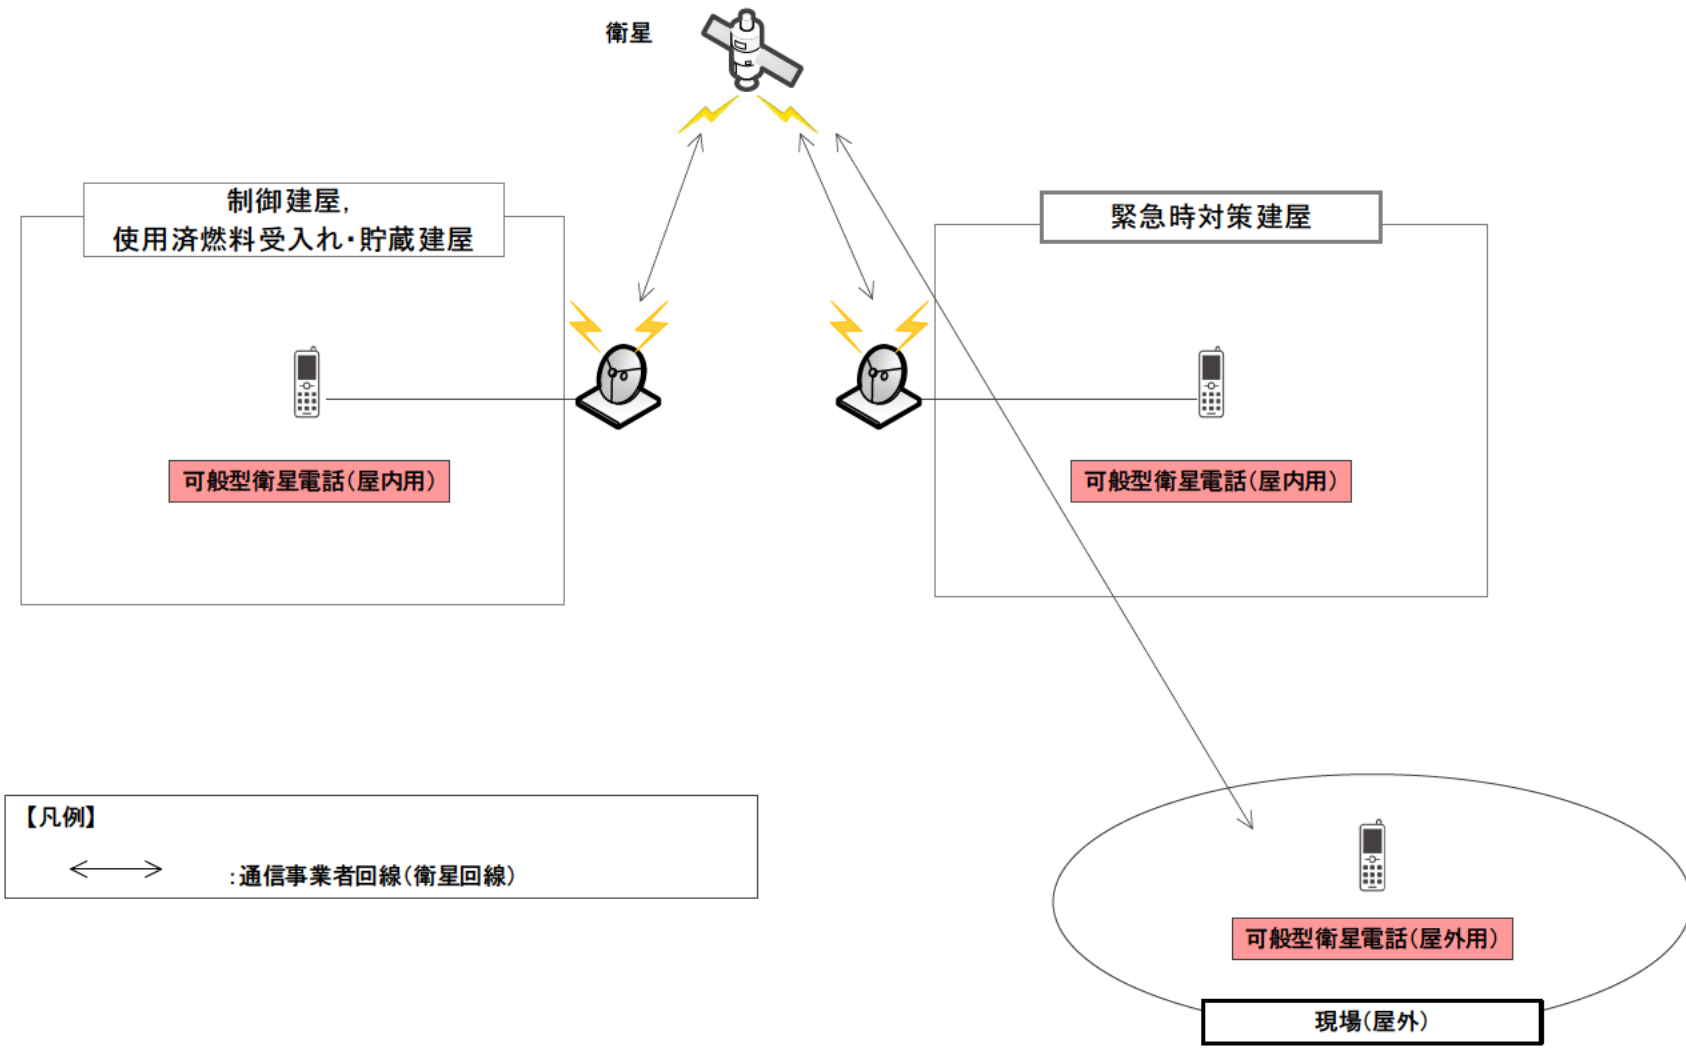 衛星
制御建屋,
使用済燃料受入れ・貯蔵建屋
緊急時対策建屋
可般型衛星電話(屋内用)
可般型衛星電話(屋内用)
【凡例】
:通信事業者回線(衛星回線)
可般型衛星電話(屋外用)
現場(屋外)